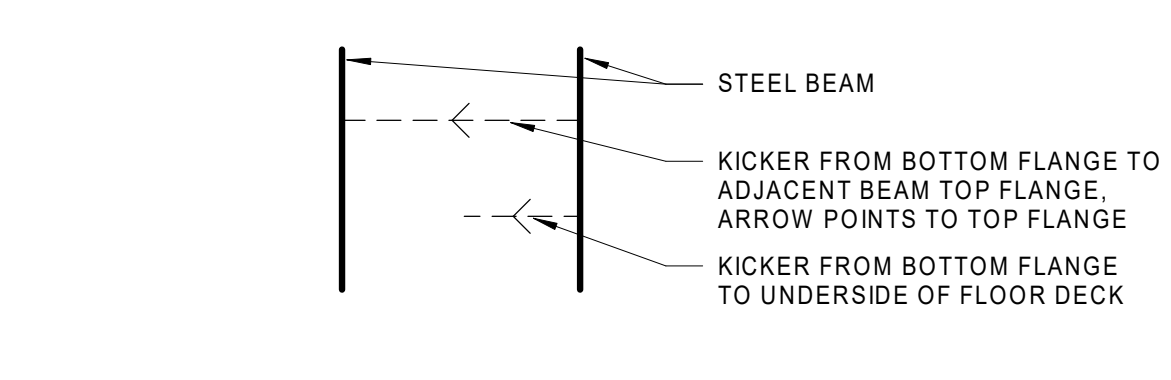 STEEL BEAM
KICKER FROM BOTTOM FLANGE TO
ADJACENT BEAM TOP FLANGE,
ARROW POINTS TO TOP FLANGE
KICKER FROM BOTTOM FLANGE
TO UNDERSIDE OF FLOOR DECK